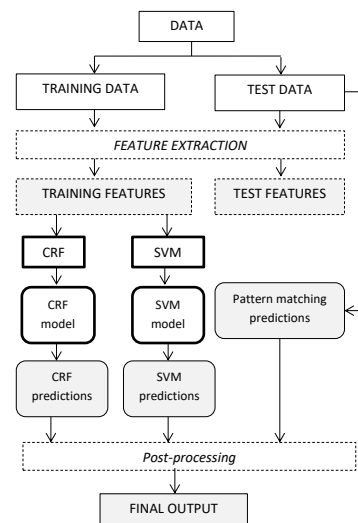 DATA
TRAINING DATA
TEST DATA
FEATURE EXTRACTION
TRAINING FEATURES
TEST FEATURES
CRF
SVM
CRF
model
SVM
model
Pattern matching
predictions
CRF
predictions
SVM
predictions
Post-processing
FINAL OUTPUT